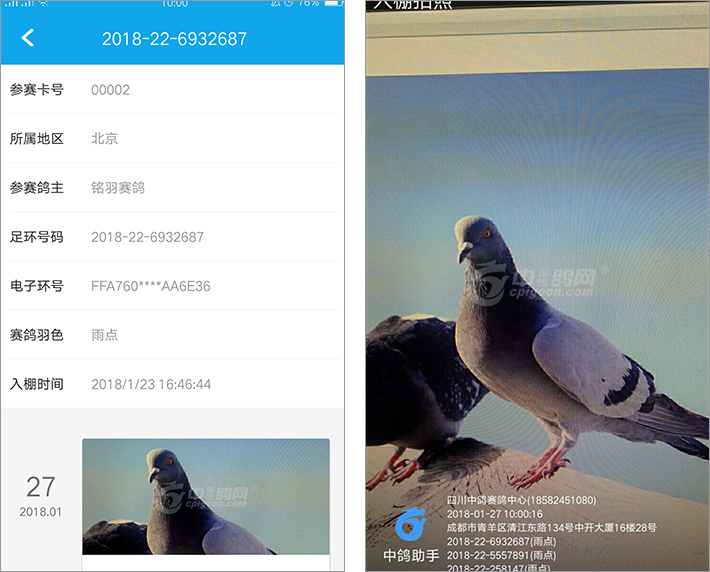 10:00
76%
2018-22-6932687
参赛卡号 00002
所属地区 北京
参赛鸽主 铭羽赛鸽
足环号码 2018-22-6932687
电子环号 FFA760****AA6E36
赛鸽羽色 雨点
入棚时间 2018/1/23 16:46:44
27
2018.01
中国鸽网
cpigeon.com
入棚拍照
中国鸽网
cpigeon.com
四川中鸽赛鸽中心(18582451080)
2018-01-27 10:00:16
成都市青羊区清江东路134号中开大厦16楼28号
2018-22-6932687(雨点)
2018-22-5557891(雨点)
2018-22-258147(雨点)
中鸽助手